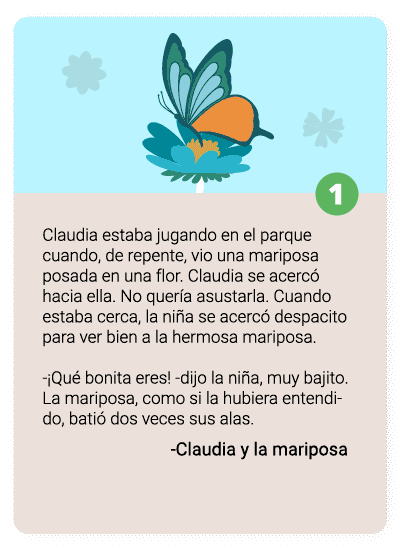 1
Claudia estaba jugando en el parque
cuando, de repente, vio una mariposa
posada en una flor. Claudia se acercó
hacia ella. No quería asustarla. Cuando
estaba cerca, la niña se acercó despacito
para ver bien a la hermosa mariposa.
-¡Qué bonita eres! -dijo la niña, muy bajito.
La mariposa, como si la hubiera entendi-
do, batió dos veces sus alas.
-Claudia y la mariposa